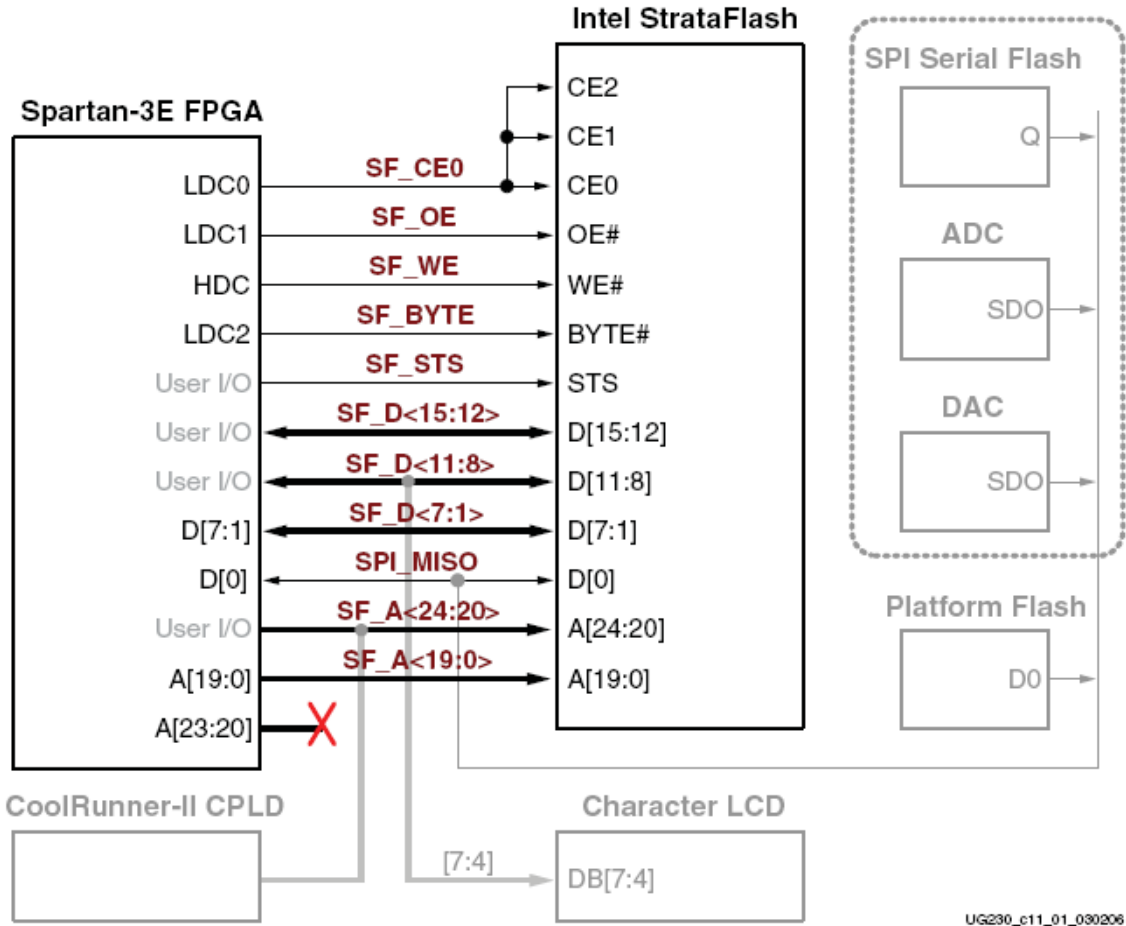 Intel StrataFlash
Spartan-3E FPGA
LDC0
LDC1
HDC
LDC2
User I/O
User I/O
User I/O
D[7:1]
D[0]
User I/O
A[19:0]
A[23:20]
SF_CE0
SF_OE
SF_WE
SF_BYTE
SF_STS
SF_D<15:12>
SF_D<11:8>
SF_D<7:1>
SPI_MISO
SF_A<24:20>
SF_A<19:0>
CE2
CE1
CE0
OE#
WE#
BYTE#
STS
D[15:12]
D[11:8]
D[7:1]
D[0]
A[24:20]
A[19:0]
SPI Serial Flash
Q
ADC
SDO
DAC
SDO
Platform Flash
D0
CoolRunner-II CPLD
Character LCD
[7:4]
DB[7:4]
UG230_c11_01_030206